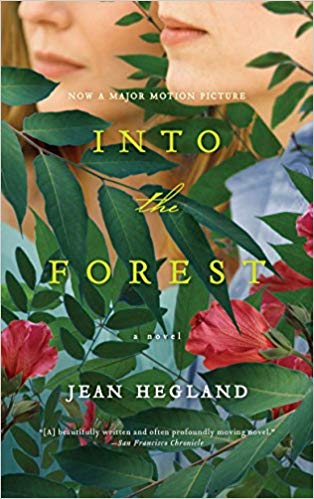 NOW A MAJOR MOTION PICTURE
INTO
the
FOREST
a novel
JEAN HEGLAND
"[A] beautifully written and often profoundly moving novel."
—San Francisco Chronicle